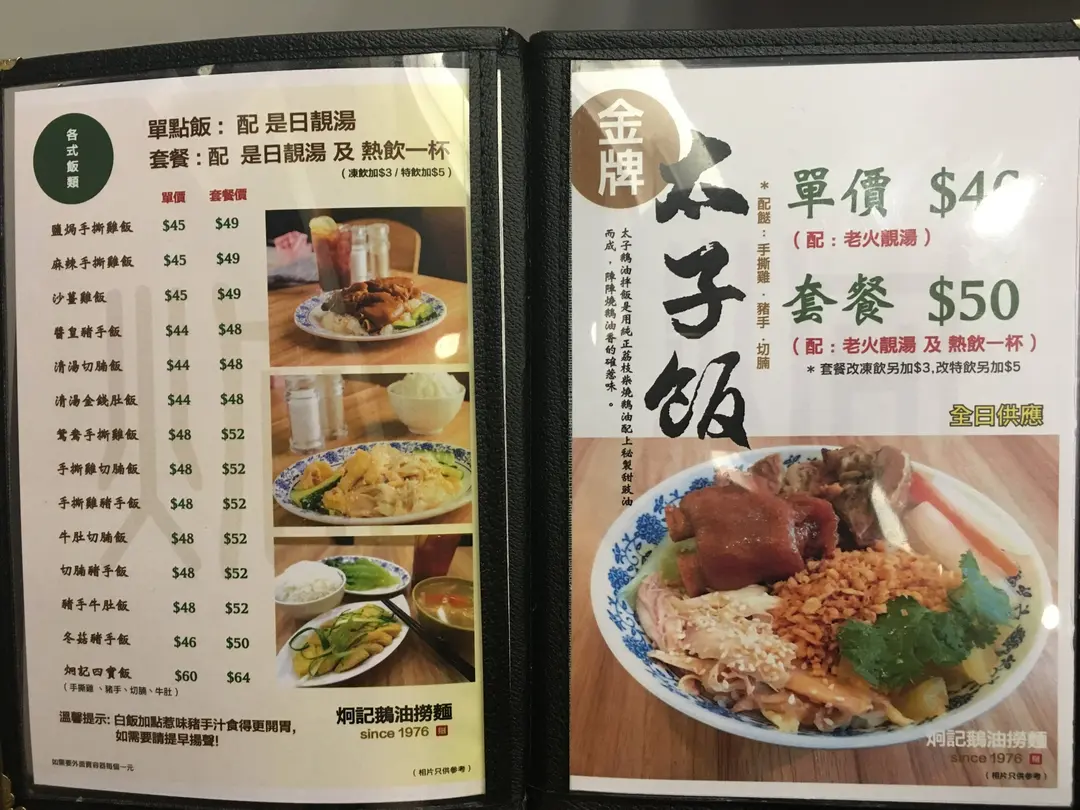 各式飯類
單點飯：配 是日靚湯
套餐：配 是日靚湯 及 熱飲一杯
（凍飲加$3 / 特飲加$5）
單價 套餐價
鹽焗手撕雞飯 $45 $49
麻辣手撕雞飯 $45 $49
沙薑雞飯 $45 $49
醬皇豬手飯 $44 $48
清湯切腩飯 $44 $48
清湯金錢肚飯 $44 $48
鴛鴦手撕雞飯 $48 $52
手撕雞切腩飯 $48 $52
手撕雞豬手飯 $48 $52
牛肚切腩飯 $48 $52
切腩豬手飯 $48 $52
豬手牛肚飯 $48 $52
冬菇豬手飯 $46 $50
炯記四寶飯 $60 $64
（手撕雞、豬手、切腩、牛肚）
溫馨提示: 白飯加點惹味豬手汁食得更開胃,
如需要請提早揚聲!
如需要外賣賣容器每個一元
炯記鵝油撈麵
since 1976
（相片只供參考）
金牌
太子飯
太子鵝油拌飯是用純正荔枝柴燒鵝油配上秘製甜豉油
而成，陣陣燒鵝油香的確惹味。
＊配餸：手撕雞．豬手．切腩
單價 $4
（配：老火靚湯）
套餐 $50
（配：老火靚湯 及 熱飲一杯）
＊套餐改凍飲另加$3,改特飲另加$5
全日供應
炯記鵝油撈麵
since 1976
（相片只供參考）